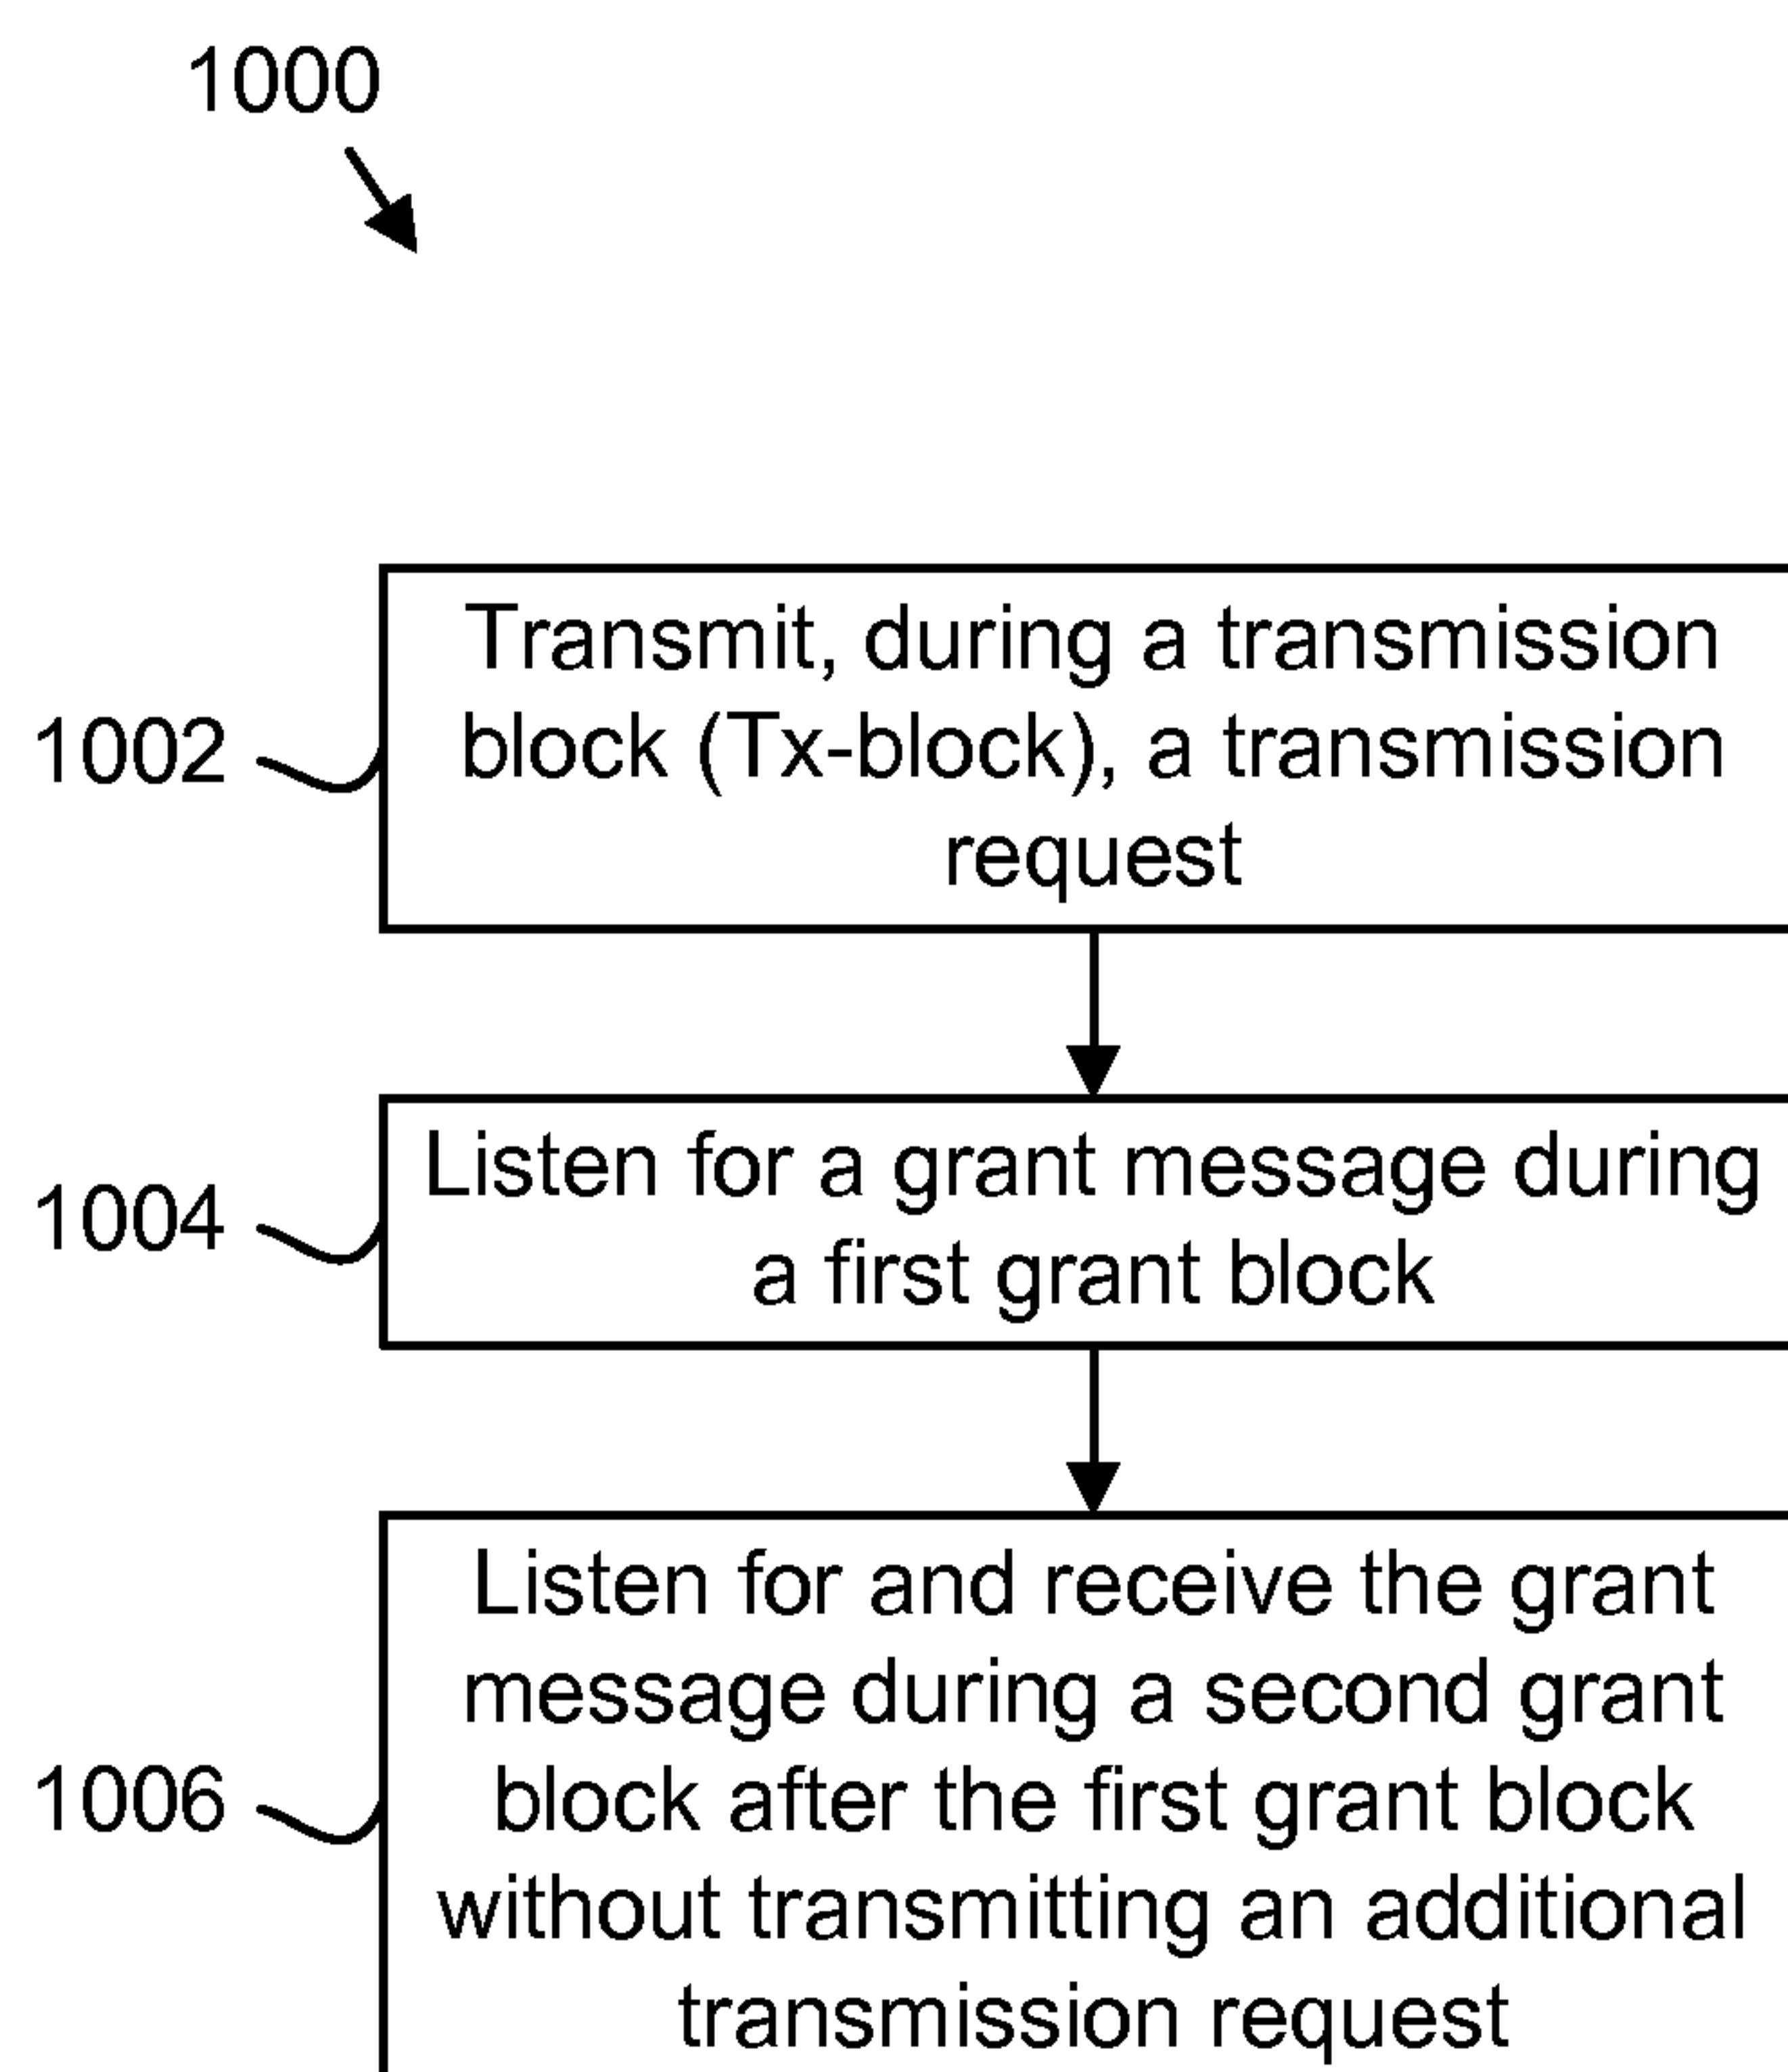 1000
1002
Transmit, during a transmission
block (Tx-block), a transmission
request
1004
Listen for a grant message during
a first grant block
1006
Listen for and receive the grant
message during a second grant
block after the first grant block
without transmitting an additional
transmission request